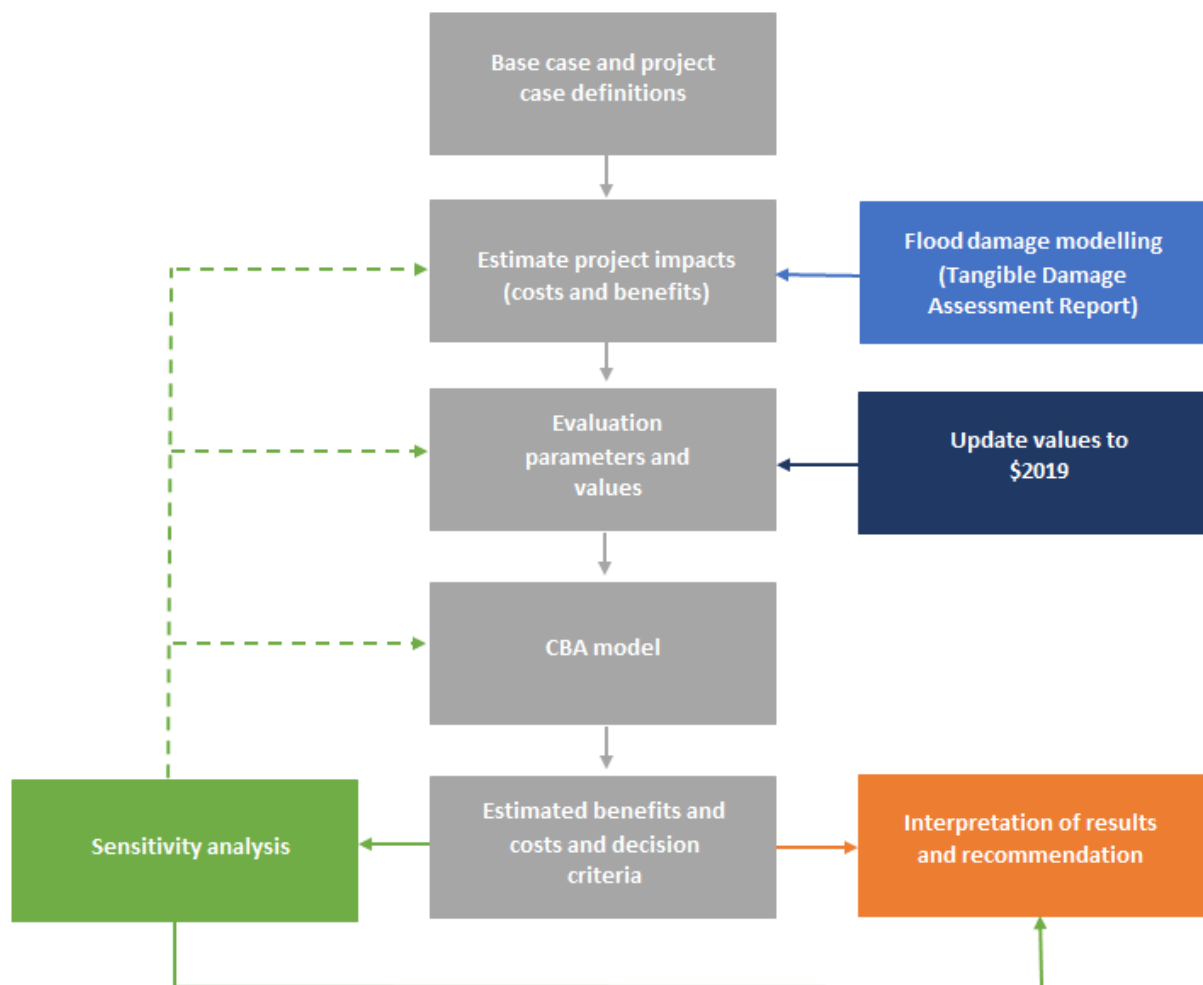 Base case and project
case definitions
Estimate project impacts
(costs and benefits)
Flood damage modelling
(Tangible Damage
Assessment Report)
Evaluation
parameters and
values
Update values to
$2019
CBA model
Sensitivity analysis
Estimated benefits and
costs and decision
criteria
Interpretation of results
and recommendation